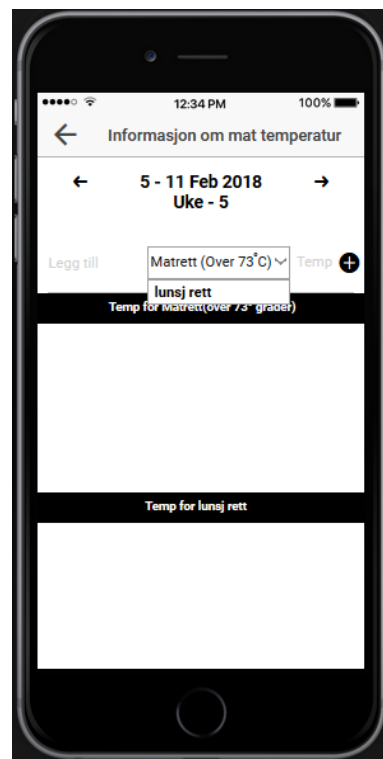 12:34 PM 100%
Informasjon om mat temperatur
5 - 11 Feb 2018
Uke - 5
Legg till Matrett (Over 73°C) Temp
lunsj rett
Temp for Matrett(over 73° grader)
Temp for lunsj rett